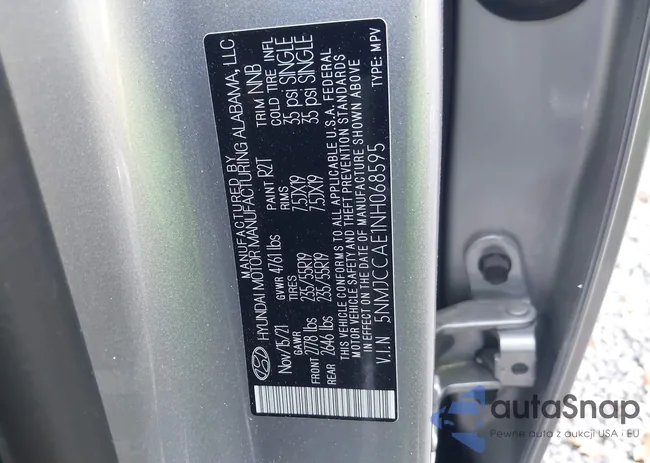 MANUFACTURED BY
HYUNDAI MOTOR MANUFACTURING ALABAMA, LLC
Nov/15/21 GVWR 4761 lbs PAINT R2T TRIM NNB
GAWR TIRES RIMS COLD TIRE INFL
FRONT 2778 lbs 235/55R19 7.5JX19 35 psi SINGLE
REAR 2646 lbs 235/55R19 7.5JX19 35 psi SINGLE
THIS VEHICLE CONFORMS TO ALL APPLICABLE U.S.A. FEDERAL
MOTOR VEHICLE SAFETY AND THEFT PREVENTION STANDARDS
IN EFFECT ON THE DATE OF MANUFACTURE SHOWN ABOVE
V.I.N 5NMJCCAE1NH068595 TYPE: MPV
autoSnap
Pewne auta z aukcji USA i EU